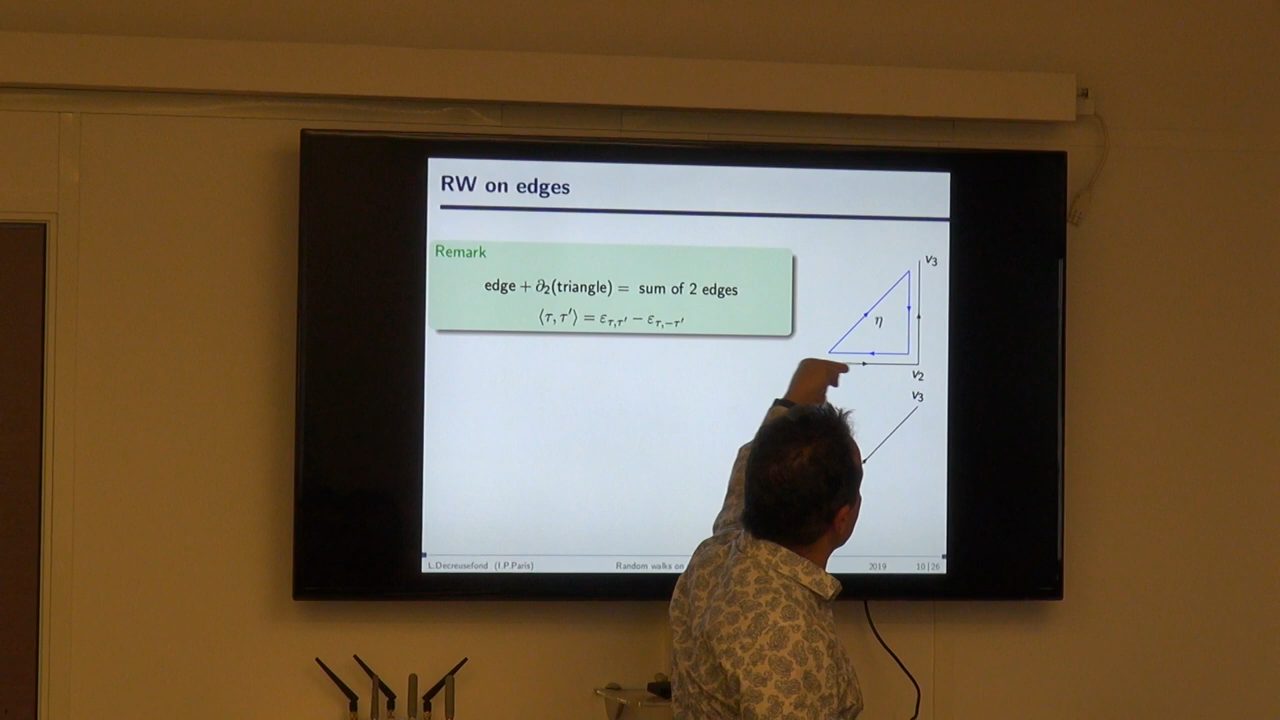 RW on edges
Remark
edge + ∂₂(triangle) = sum of 2 edges
⟨τ, τ′⟩ = ε_{τ,τ′} − ε_{τ,−τ′}
v₃
η
v₂
v₃
L.Decreusefond (I.P.Paris) Random walks on 2019 10 | 26